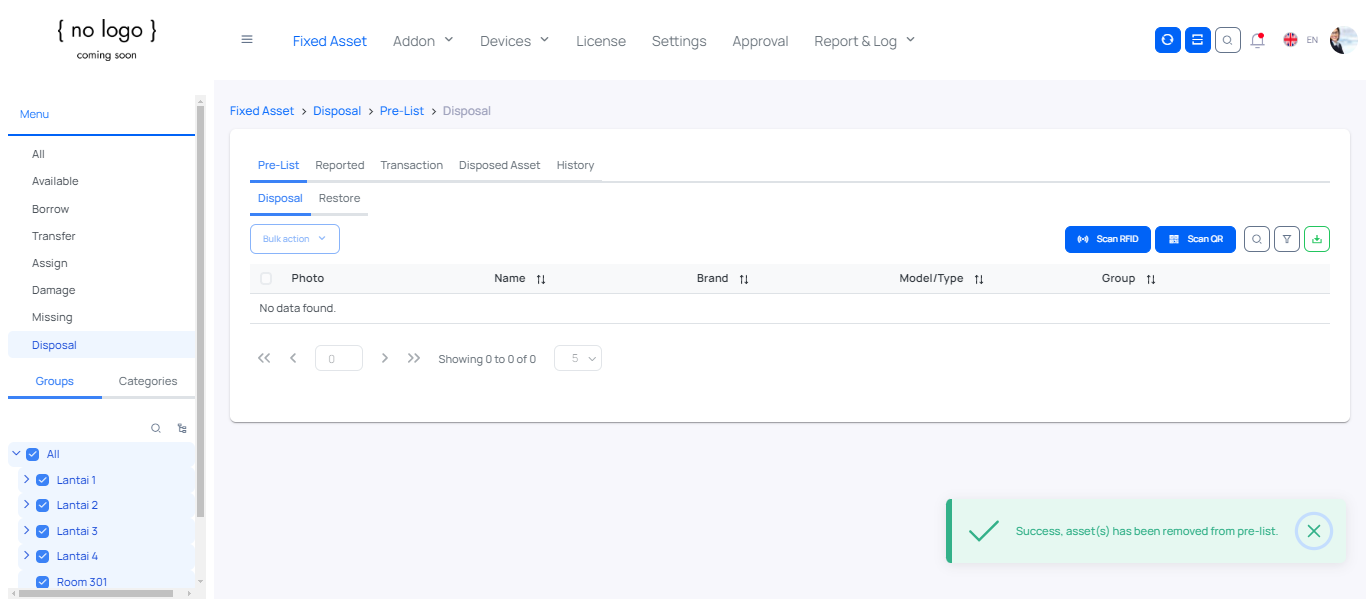 { no logo }
coming soon
Fixed Asset Addon Devices License Settings Approval Report & Log
EN
Menu
All
Available
Borrow
Transfer
Assign
Damage
Missing
Disposal
Groups Categories
All
Lantai 1
Lantai 2
Lantai 3
Lantai 4
Room 301
Fixed Asset > Disposal > Pre-List > Disposal
Pre-List Reported Transaction Disposed Asset History
Disposal Restore
Bulk action Scan RFID Scan QR
Photo Name Brand Model/Type Group
No data found.
0 Showing 0 to 0 of 0 5
Success, asset(s) has been removed from pre-list.